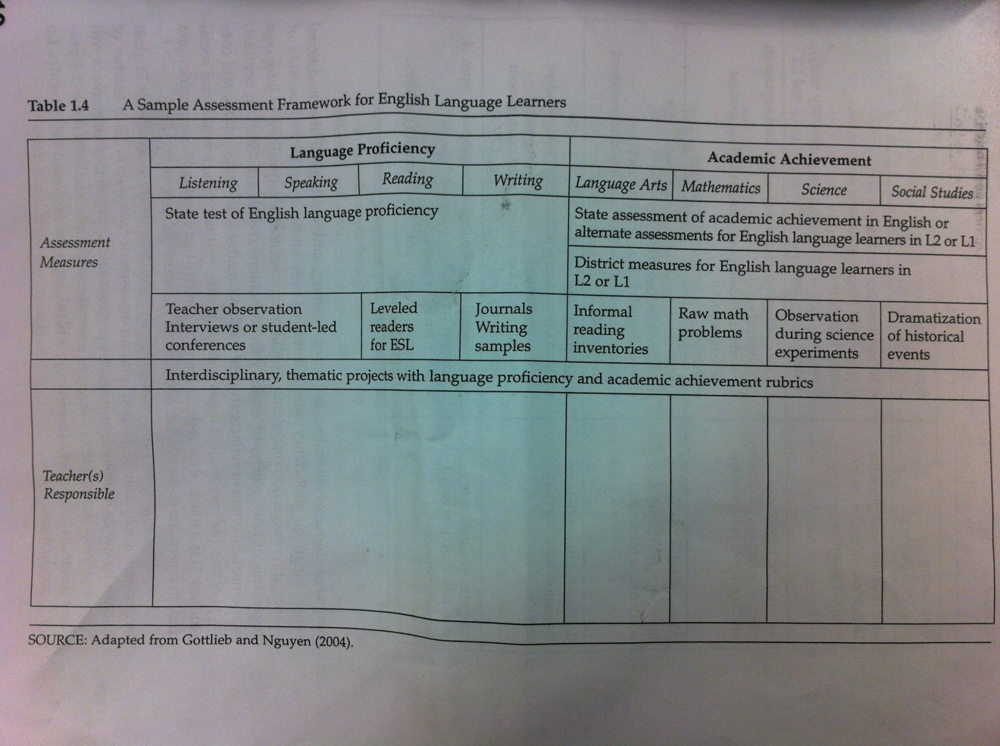 Table 1.4 A Sample Assessment Framework for English Language Learners
Language Proficiency
Academic Achievement
Listening
Speaking
Reading
Writing
Language Arts
Mathematics
Science
Social Studies
Assessment
Measures
State test of English language proficiency
State assessment of academic achievement in English or
alternate assessments for English language learners in L2 or L1
District measures for English language learners in
L2 or L1
Teacher observation
Interviews or student-led
conferences
Leveled
readers
for ESL
Journals
Writing
samples
Informal
reading
inventories
Raw math
problems
Observation
during science
experiments
Dramatization
of historical
events
Interdisciplinary, thematic projects with language proficiency and academic achievement rubrics
Teacher(s)
Responsible
SOURCE: Adapted from Gottlieb and Nguyen (2004).